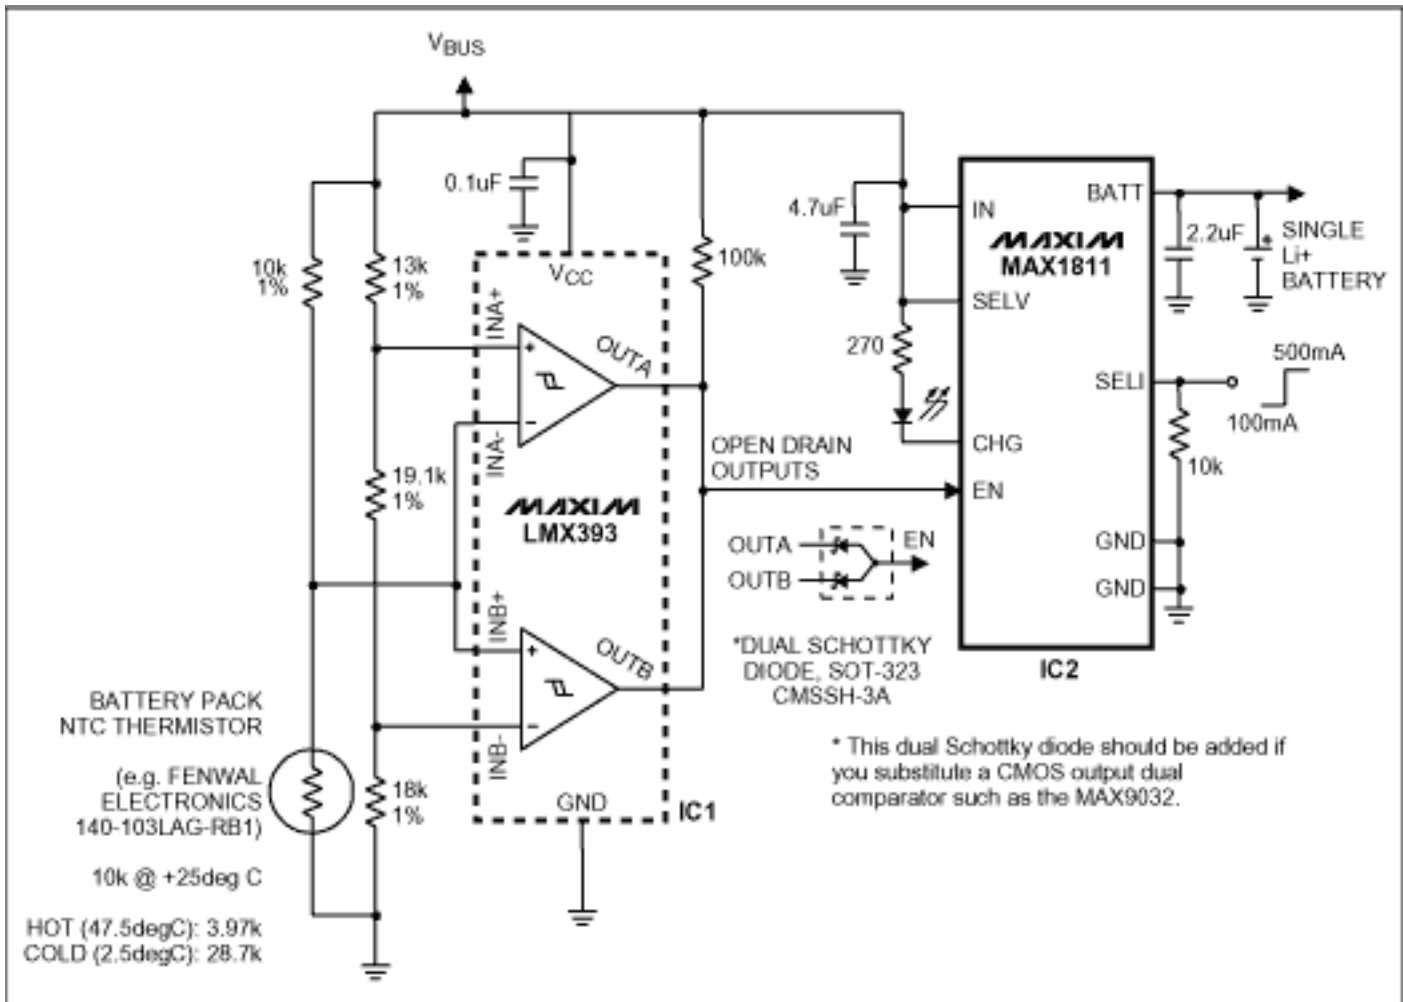 VBUS
0.1uF
4.7uF
BATT
IN
MAXIM
MAX1811
2.2uF
SINGLE
Li+
BATTERY
10k
1%
13k
1%
VCC
100k
INA+
OUTA
SELV
270
500mA
SELI
100mA
INA-
OPEN DRAIN
OUTPUTS
CHG
10k
19.1k
1%
EN
MAXIM
LMX393
OUTA
EN
OUTB
GND
GND
INB+
OUTB
*DUAL SCHOTTKY
DIODE, SOT-323
CMSSH-3A
IC2
BATTERY PACK
NTC THERMISTOR
INB-
* This dual Schottky diode should be added if
you substitute a CMOS output dual
comparator such as the MAX9032.
(e.g. FENWAL
ELECTRONICS
140-103LAG-RB1)
18k
1%
GND
IC1
10k @ +25deg C
HOT (47.5degC): 3.97k
COLD (2.5degC): 28.7k